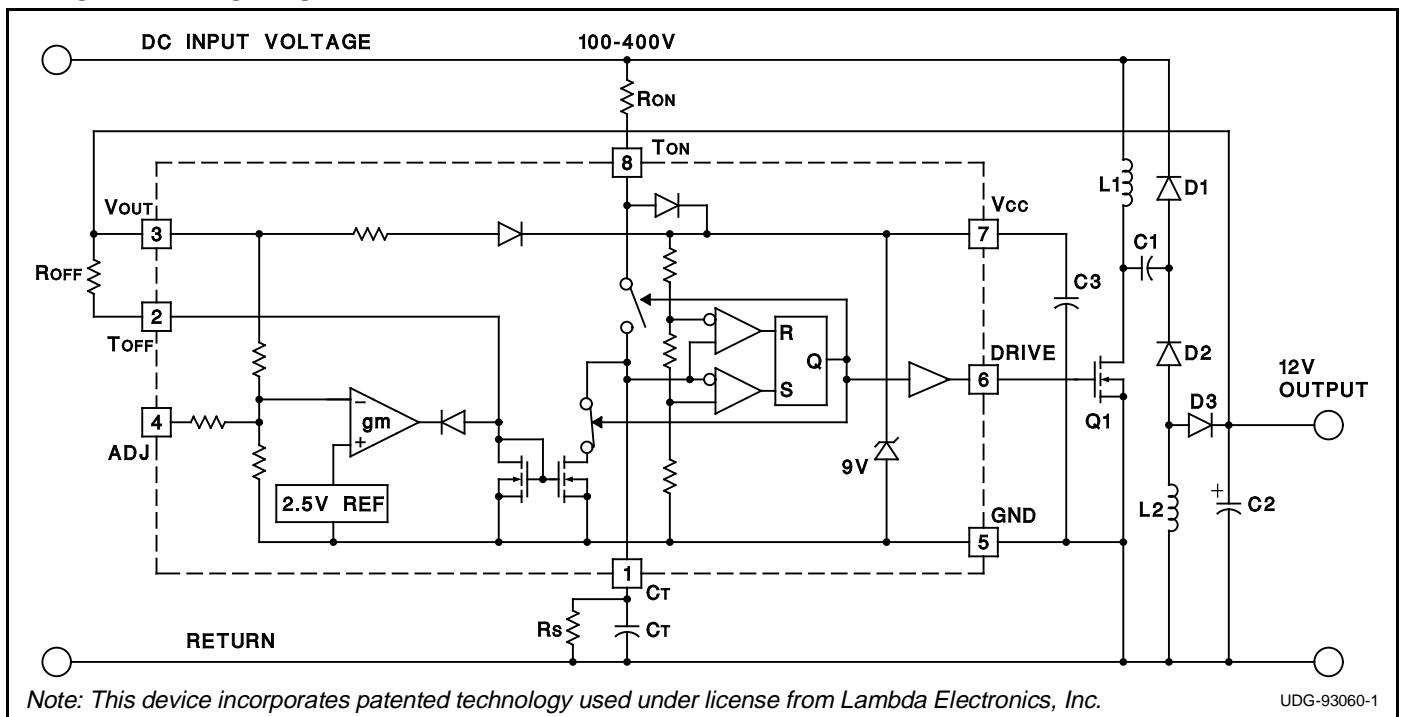 DC INPUT VOLTAGE
100-400V
RON
TON
8
L1
D1
VOUT
3
VCC
7
C1
ROFF
C3
2
TOFF
R
Q
S
DRIVE
6
D2
12V
OUTPUT
D3
Q1
4
ADJ
−
gm
+
9V
2.5V REF
GND
5
L2
+
C2
1
CT
RS
CT
RETURN
Note: This device incorporates patented technology used under license from Lambda Electronics, Inc.
UDG-93060-1